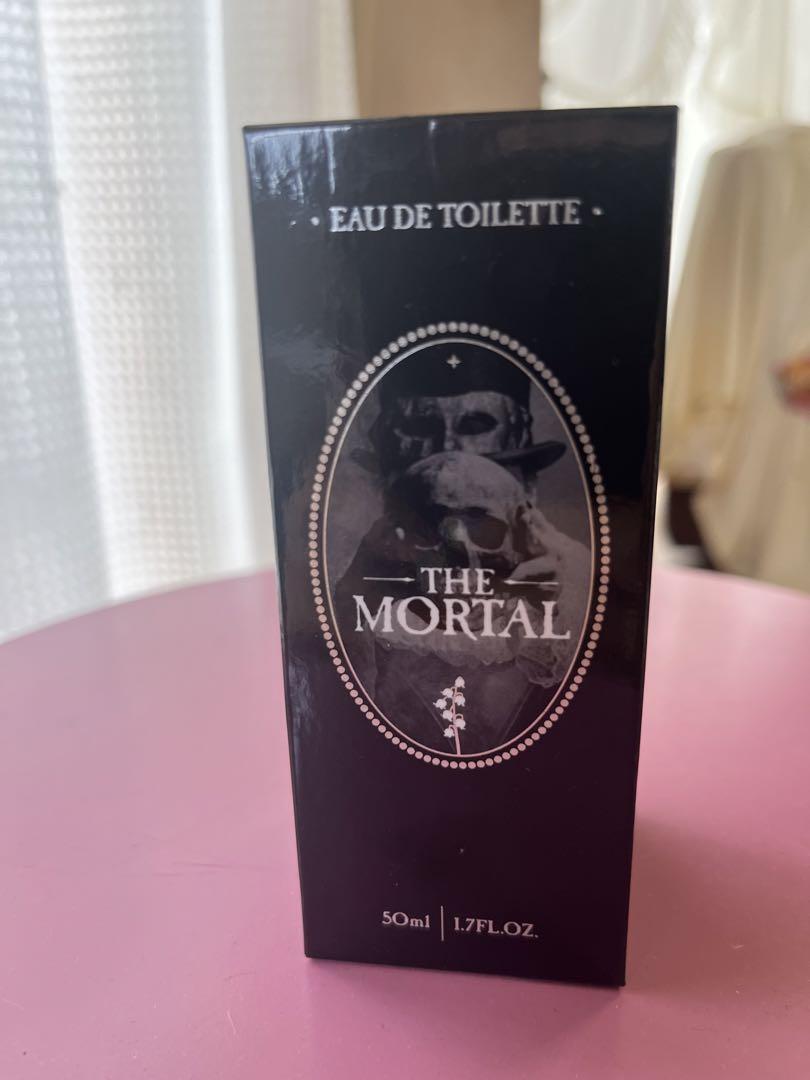 EAU DE TOILETTE
THE
MORTAL
50ml | 1.7FL.OZ.